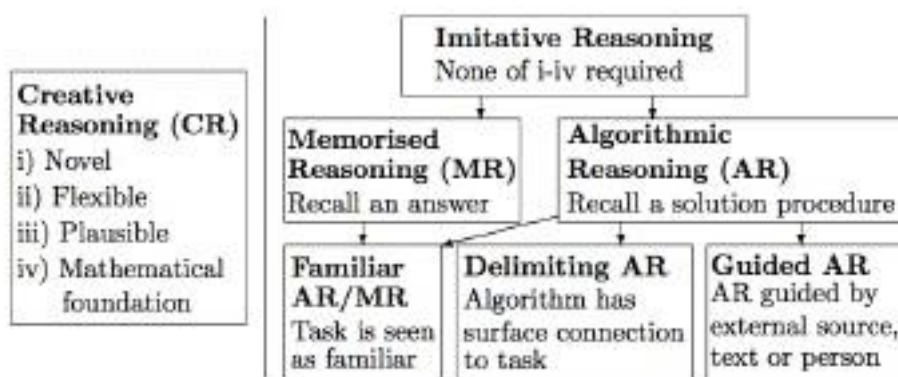 Creative
Reasoning (CR)
i) Novel
ii) Flexible
iii) Plausible
iv) Mathematical
foundation
Imitative Reasoning
None of i-iv required
Memorised
Reasoning (MR)
Recall an answer
Algorithmic
Reasoning (AR)
Recall a solution procedure
Familiar
AR/MR
Task is seen
as familiar
Delimiting AR
Algorithm has
surface connection
to task
Guided AR
AR guided by
external source,
text or person